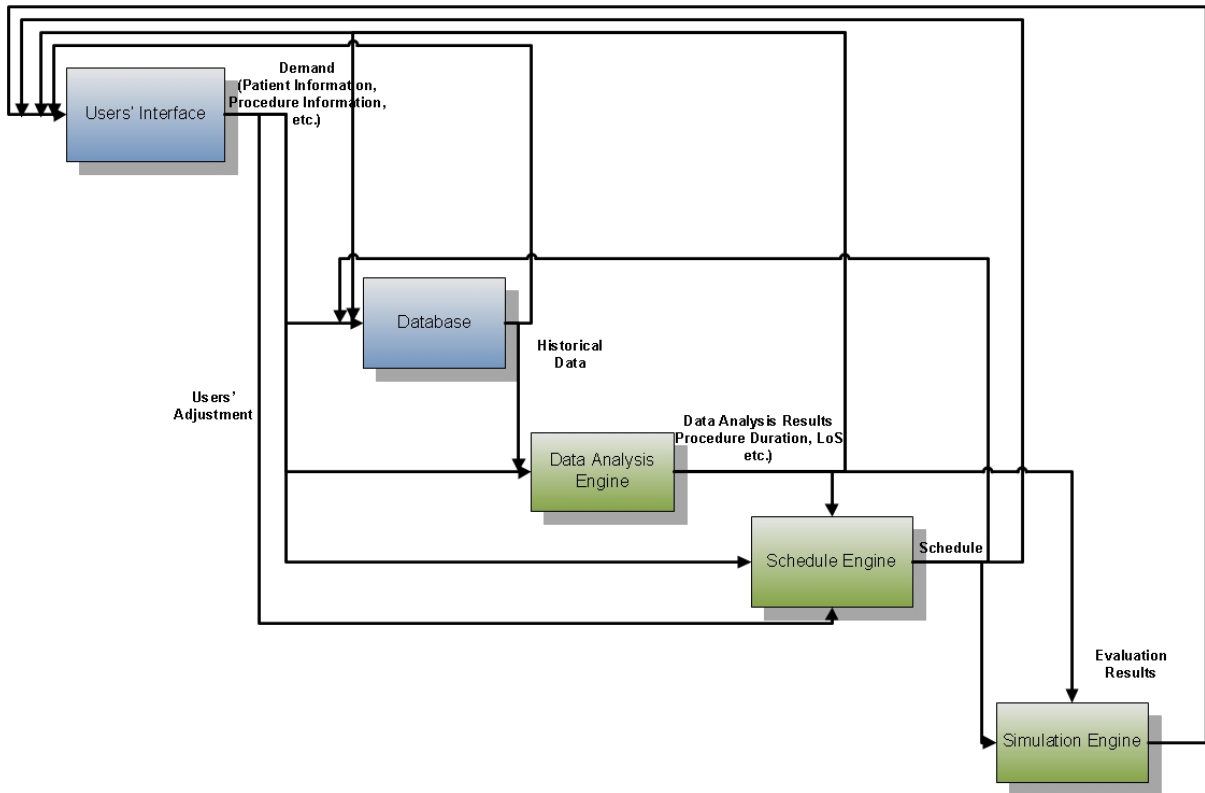 Demand
(Patient Information,
Procedure Information,
etc.)
Users' Interface
Database
Historical
Data
Users'
Adjustment
Data Analysis Results
Procedure Duration, LoS
etc.)
Data Analysis
Engine
Schedule Engine
Schedule
Evaluation
Results
Simulation Engine